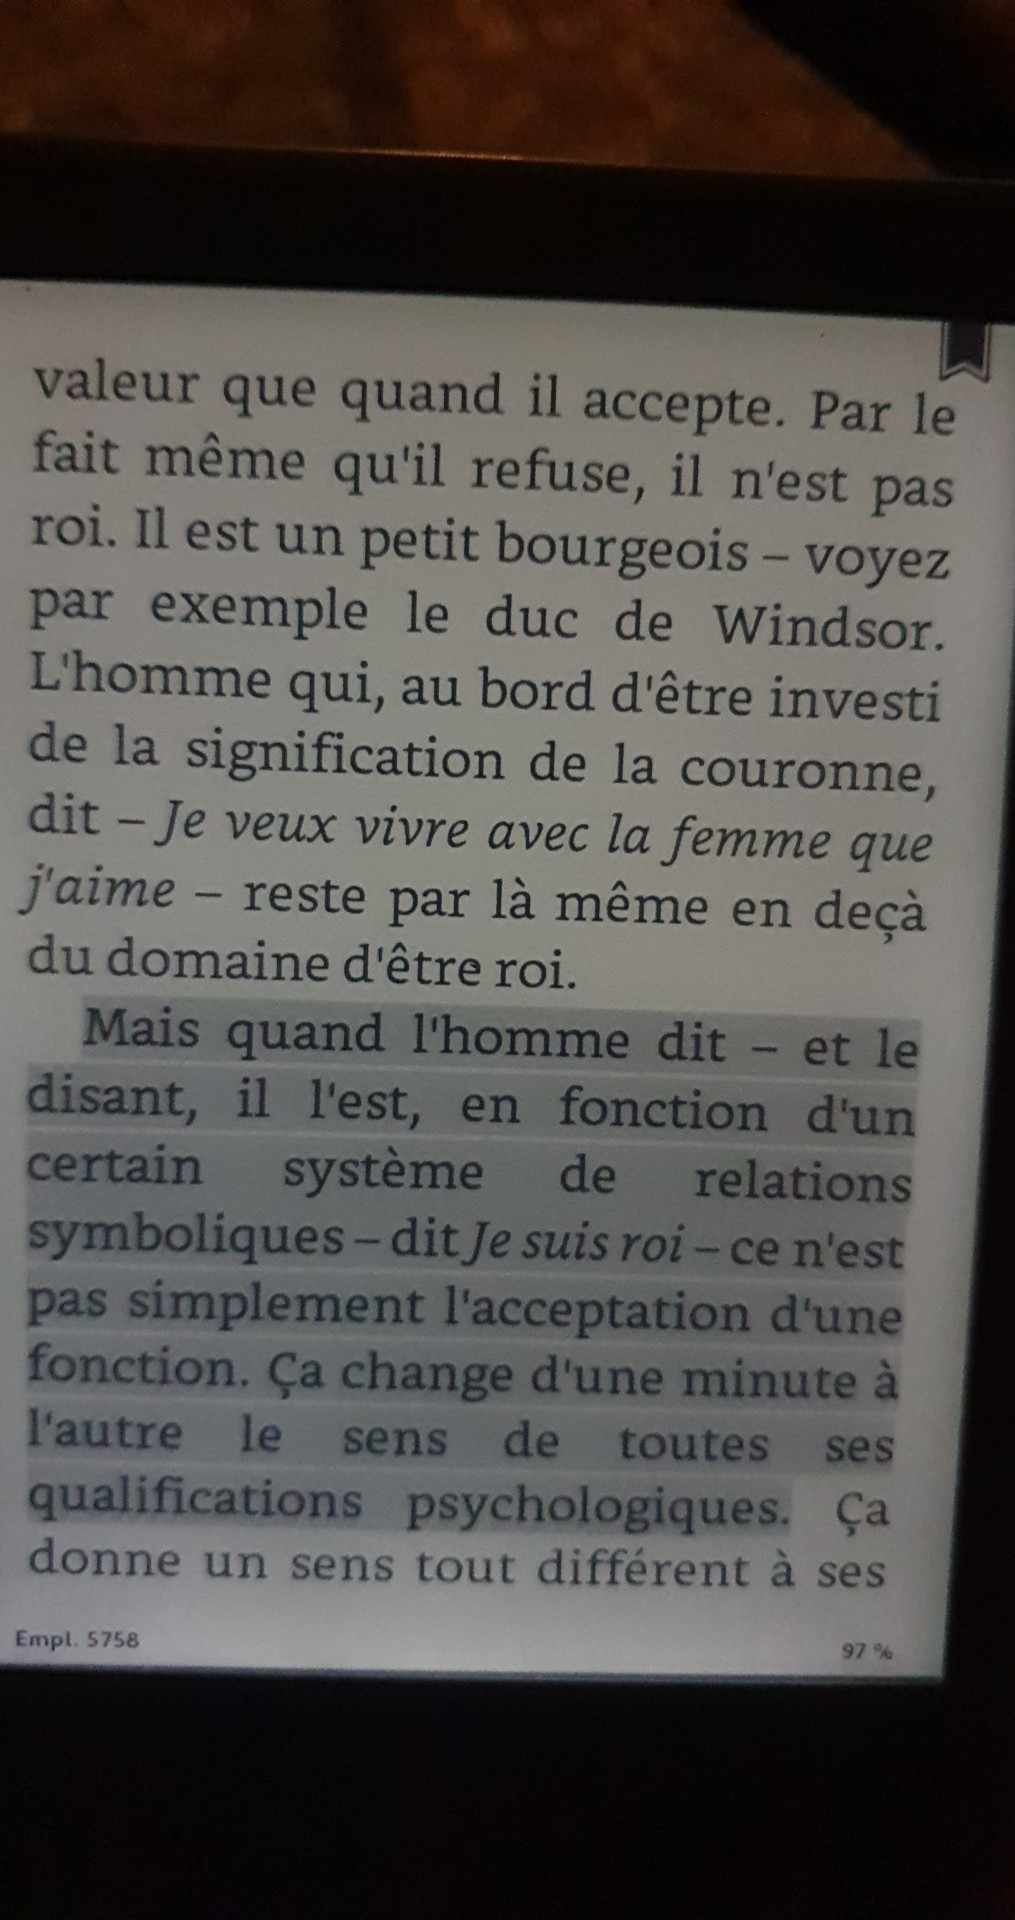 valeur que quand il accepte. Par le
fait même qu'il refuse, il n'est pas
roi. Il est un petit bourgeois – voyez
par exemple le duc de Windsor.
L'homme qui, au bord d'être investi
de la signification de la couronne,
dit – Je veux vivre avec la femme que
j'aime – reste par là même en deçà
du domaine d'être roi.
Mais quand l'homme dit – et le
disant, il l'est, en fonction d'un
certain système de relations
symboliques – dit Je suis roi – ce n'est
pas simplement l'acceptation d'une
fonction. Ça change d'une minute à
l'autre le sens de toutes ses
qualifications psychologiques. Ça
donne un sens tout différent à ses
Empl. 5758
97 %